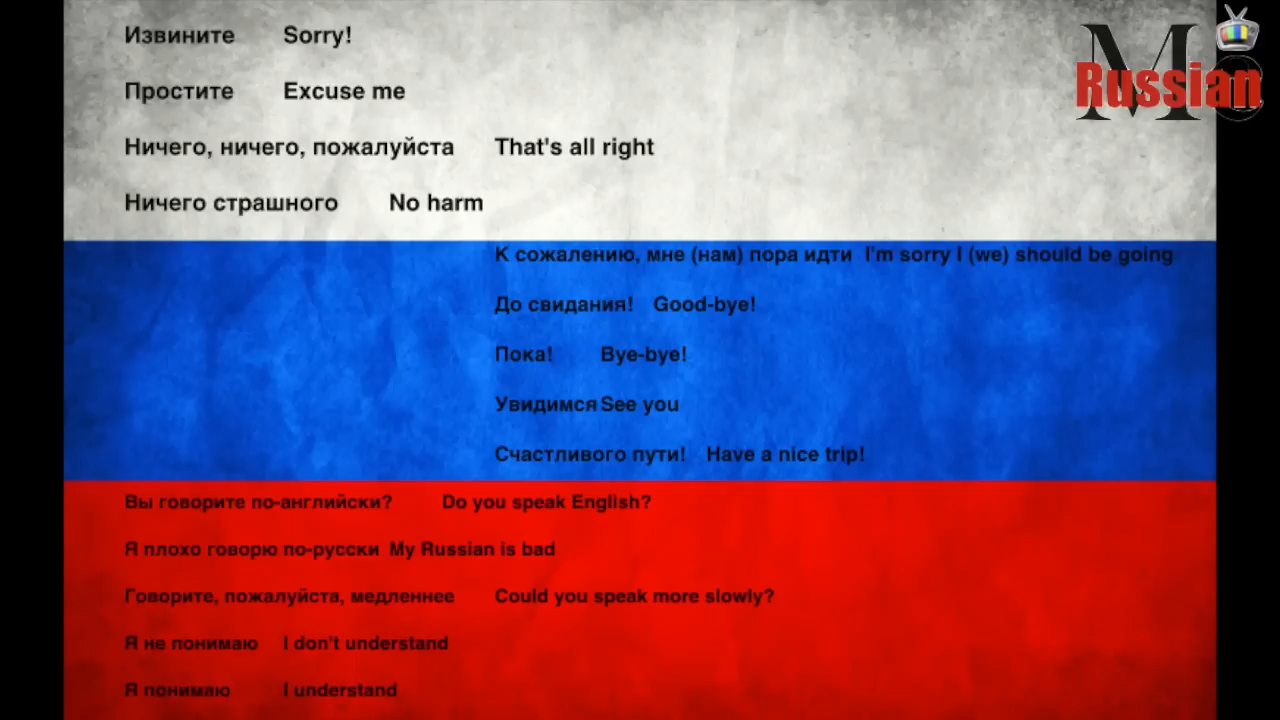 Извините Sorry!
Простите Excuse me
Ничего, ничего, пожалуйста That's all right
Ничего страшного No harm
К сожалению, мне (нам) пора идти I'm sorry I (we) should be going
До свидания! Good-bye!
Пока! Bye-bye!
Увидимся See you
Счастливого пути! Have a nice trip!
Вы говорите по-английски? Do you speak English?
Я плохо говорю по-русски My Russian is bad
Говорите, пожалуйста, медленнее Could you speak more slowly?
Я не понимаю I don't understand
Я понимаю I understand
Russian